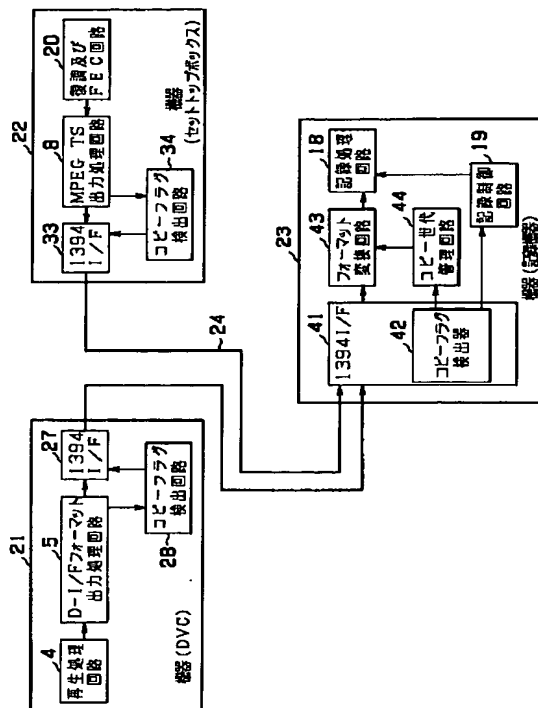 21
4
再生処理
回路
5
D-I/Fフォーマット
出力処理回路
27
1394
I/F
コピーフラグ
検出回路
28
機器(DVC)
22
20
復調及び
FEC回路
8
MPEG TS
出力処理回路
33
1394
I/F
34
コピーフラグ
検出回路
機器
(セットトップボックス)
24
23
41
1394I/F
42
コピーフラグ
検出器
43
フォーマット
変換回路
44
コピー世代
管理回路
18
記録処理
回路
19
記録制御
回路
機器(記録機器)